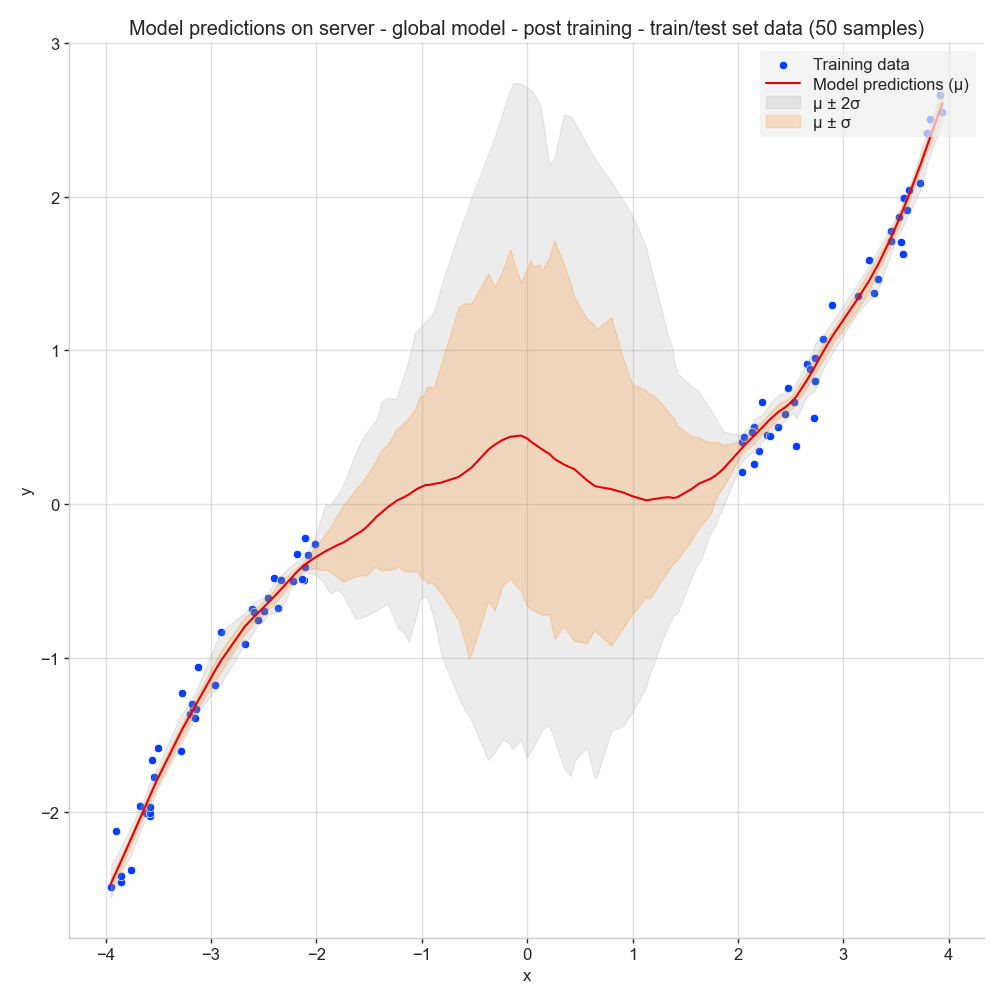 Model predictions on server - global model - post training - train/test set data (50 samples)
Training data
Model predictions (μ)
μ ± 2σ
μ ± σ
3
2
1
0
−1
−2
y
−4 −3 −2 −1 0 1 2 3 4
x